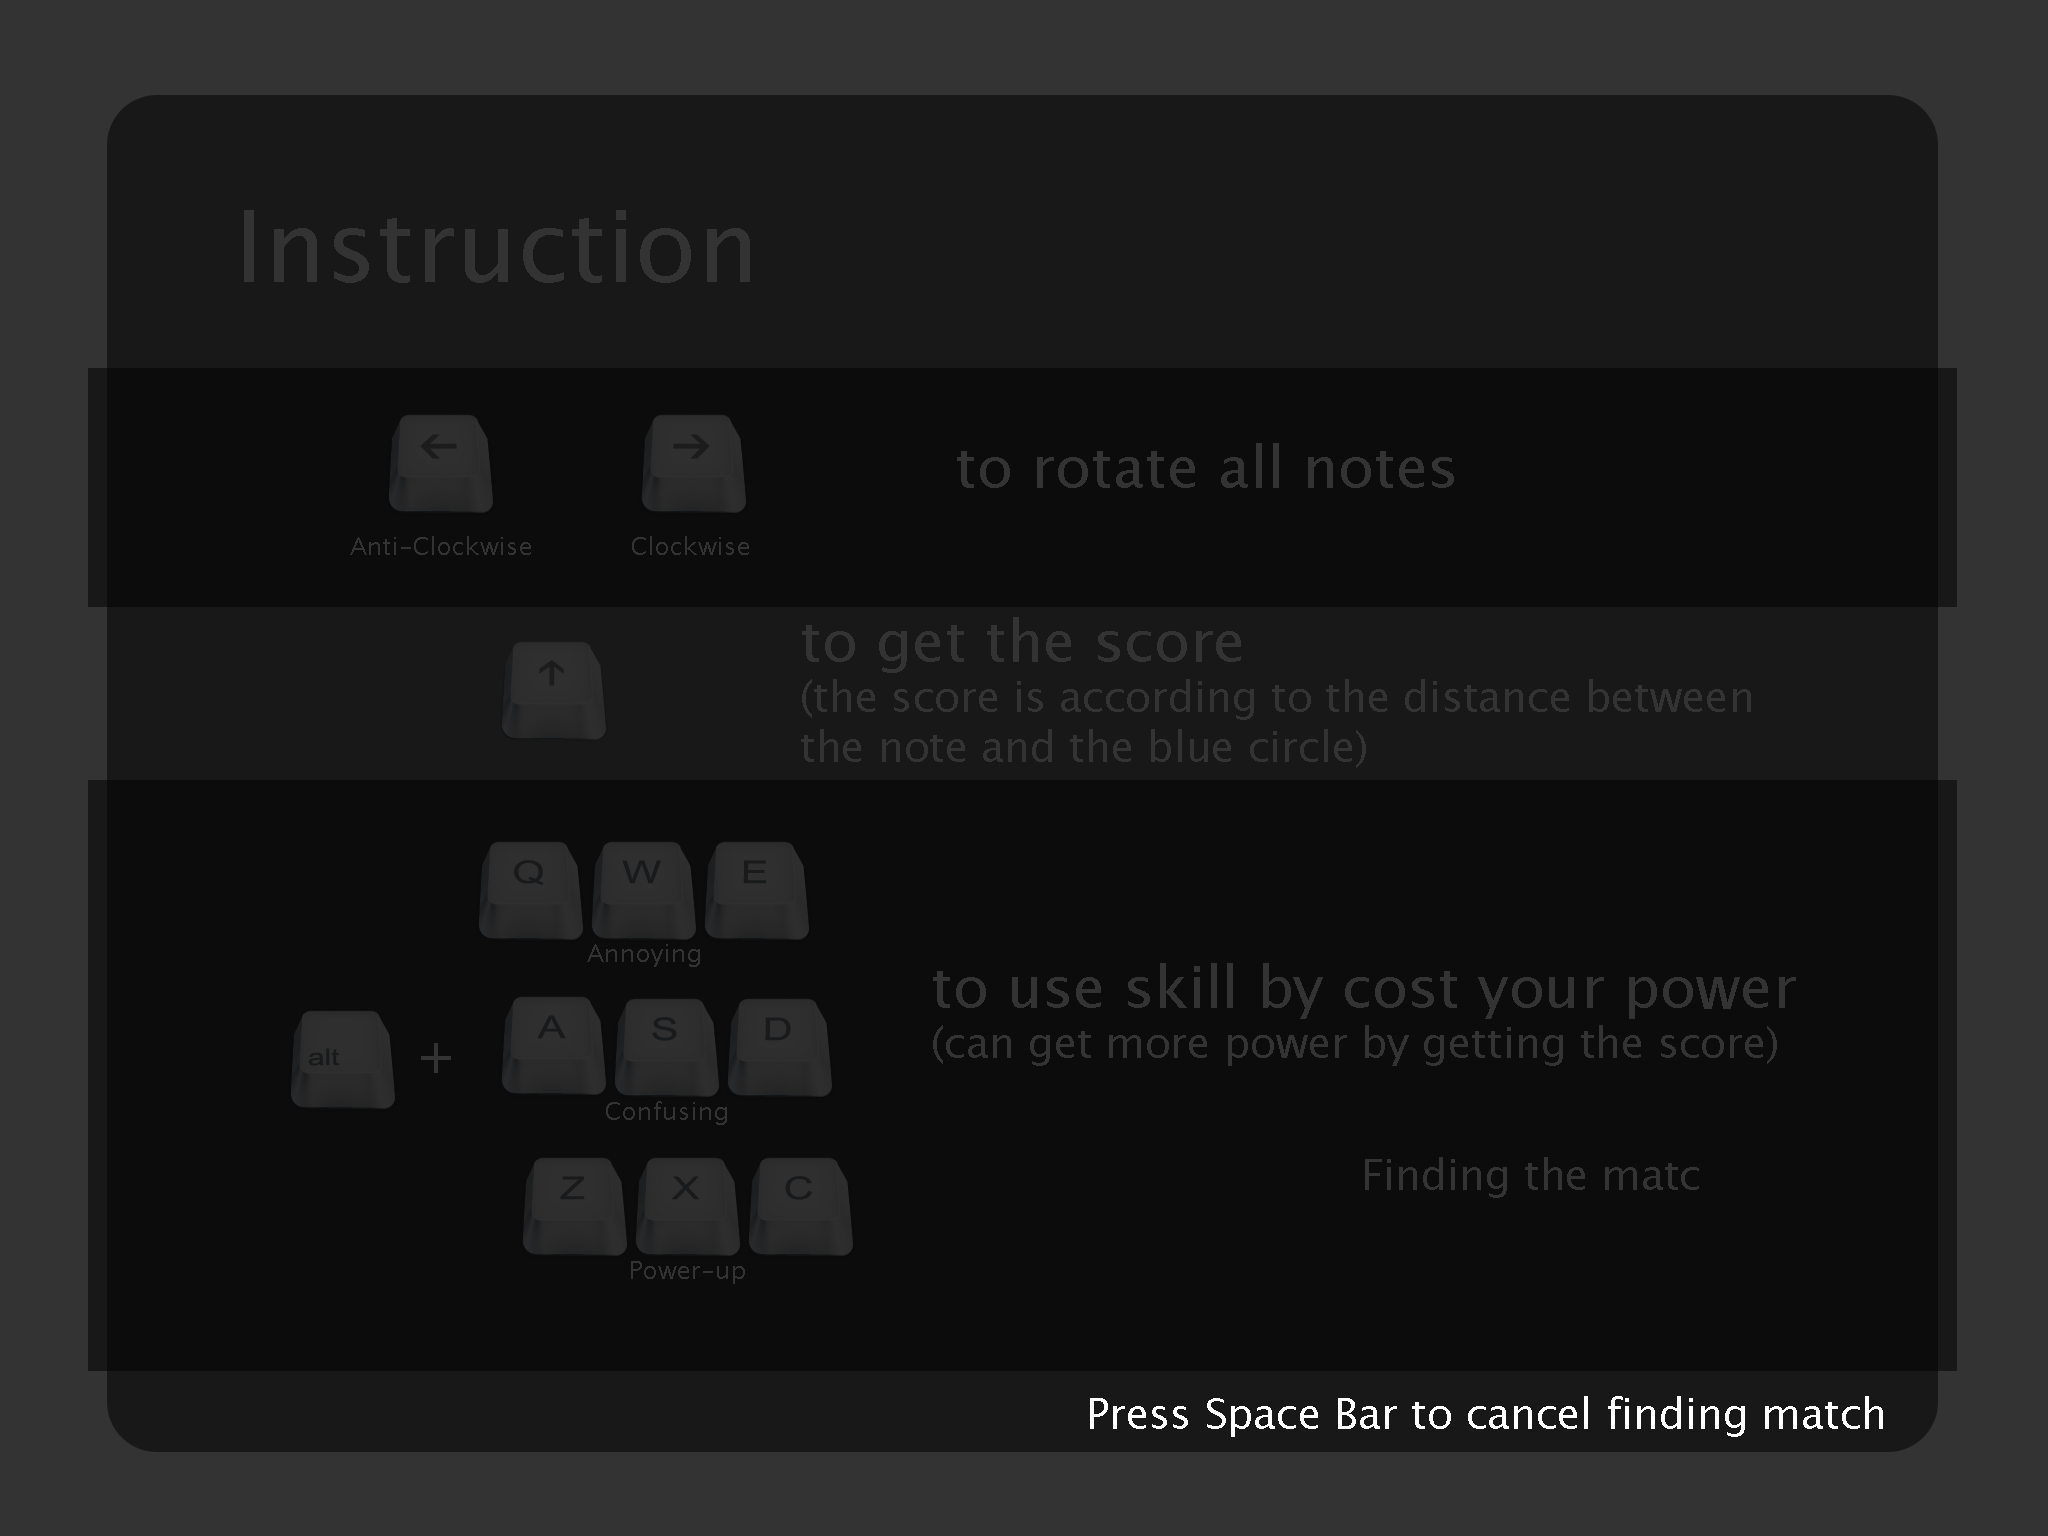 Instruction
← → to rotate all notes
Anti-Clockwise Clockwise
↑ to get the score
(the score is according to the distance between
the note and the blue circle)
Q W E
Annoying
to use skill by cost your power
(can get more power by getting the score)
alt + A S D
Confusing
Finding the matc
Z X C
Power-up
Press Space Bar to cancel finding match